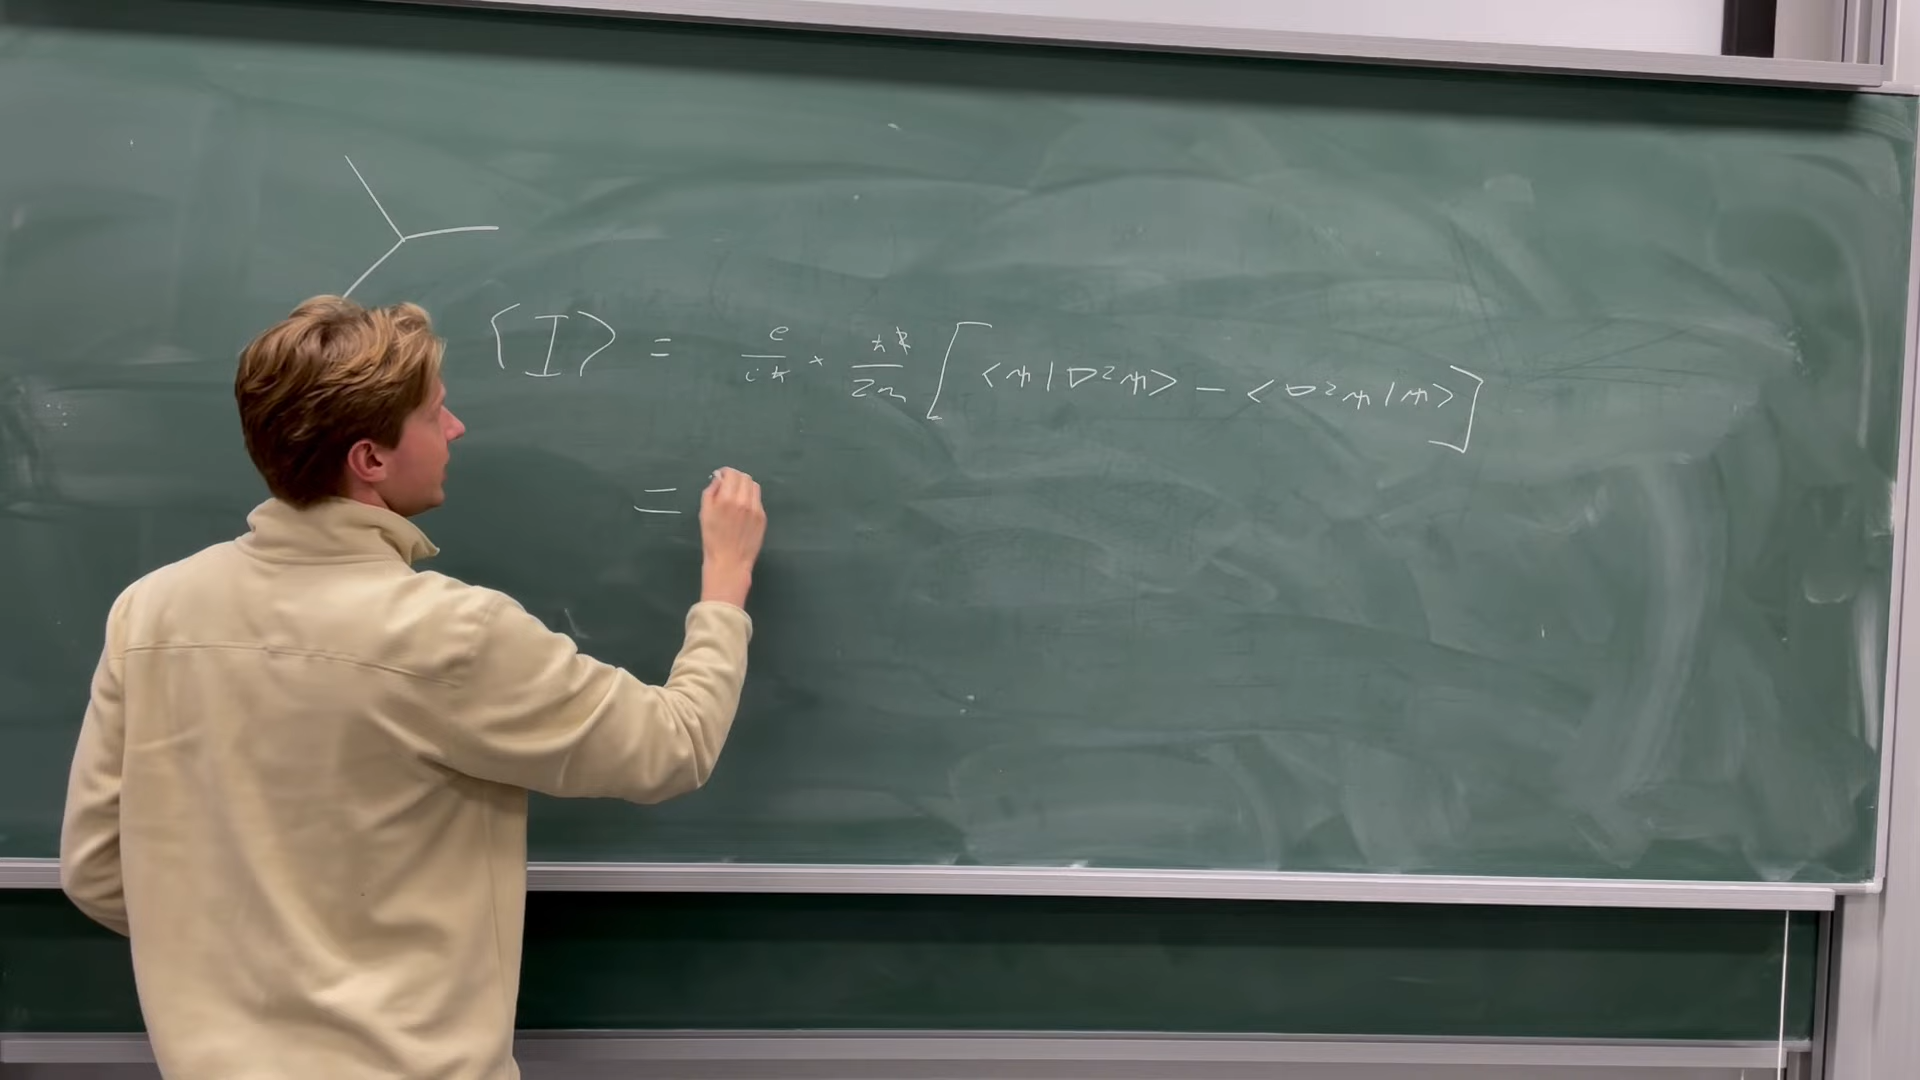 ⟨I⟩ = e/iħ × ħ²/2m [⟨ψ|∇²ψ⟩ − ⟨∇²ψ|ψ⟩]
=